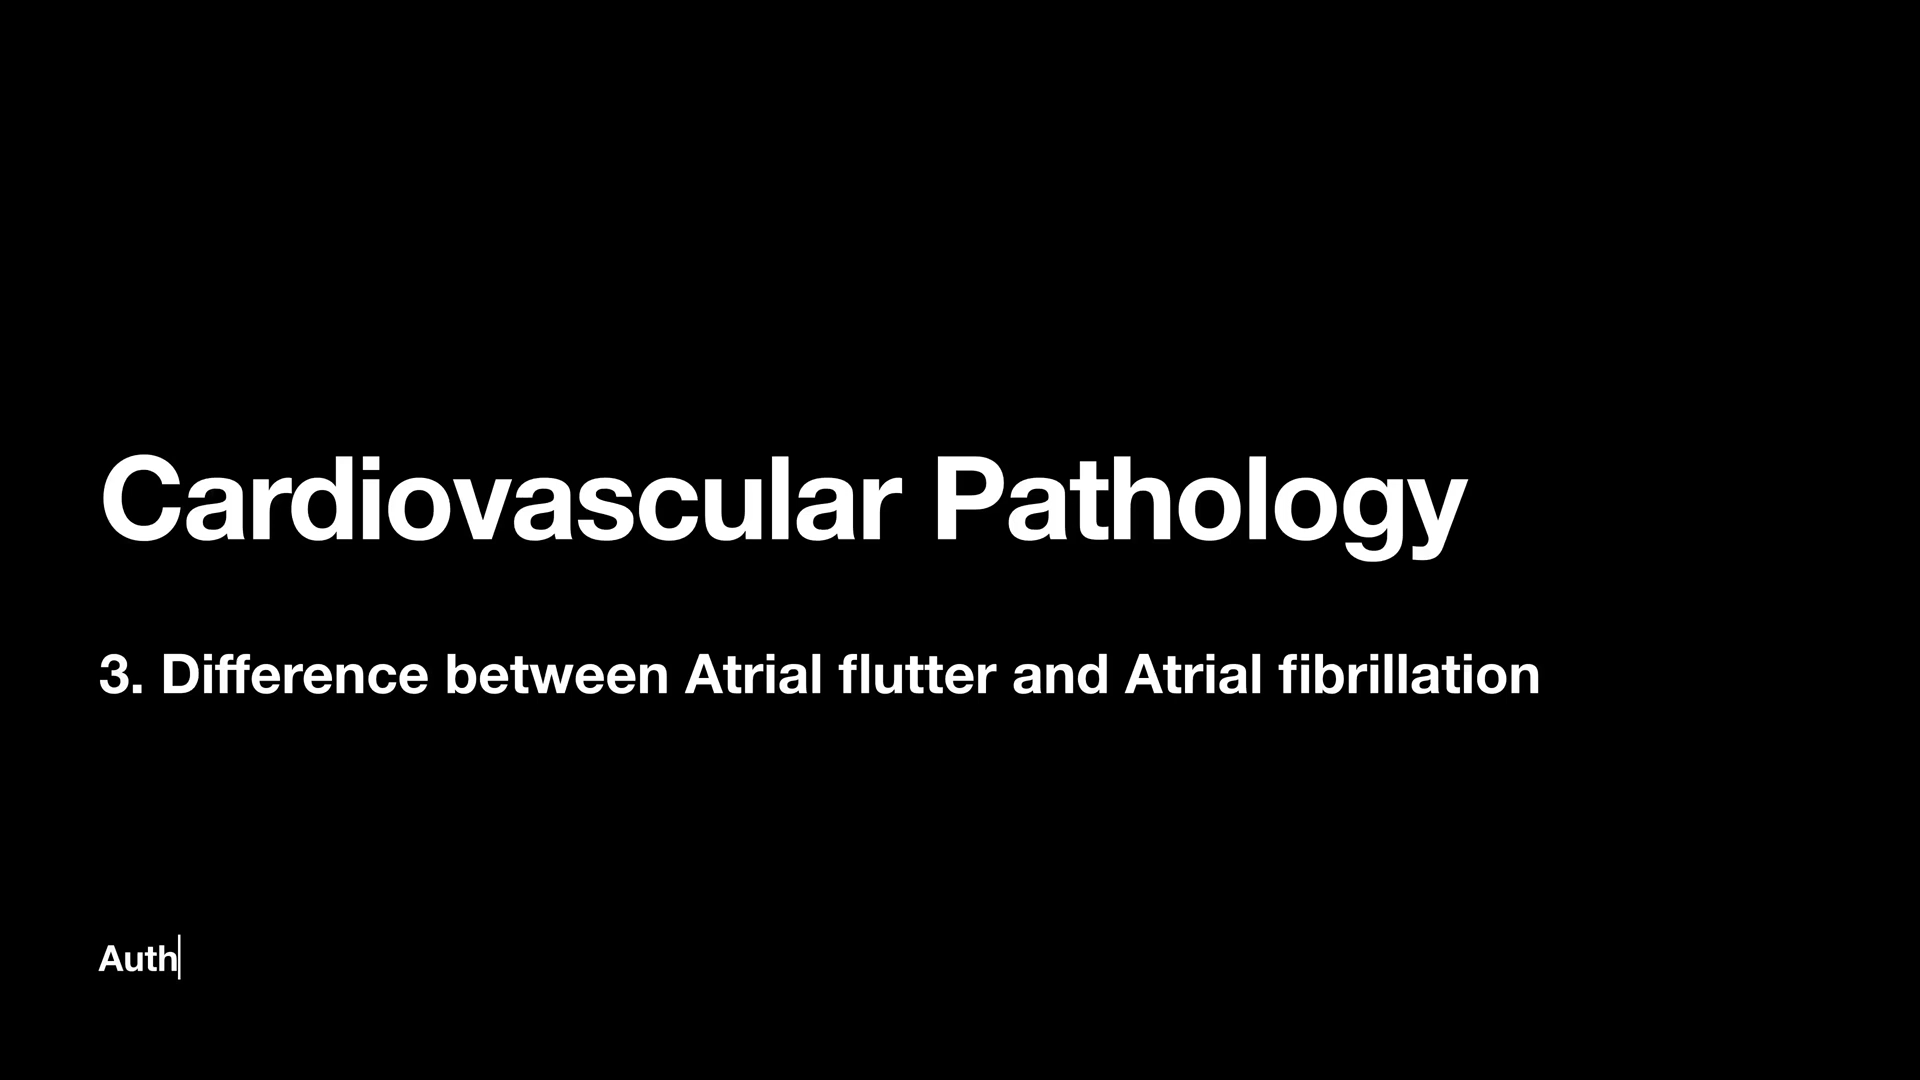 Cardiovascular Pathology
3. Difference between Atrial flutter and Atrial fibrillation
Auth